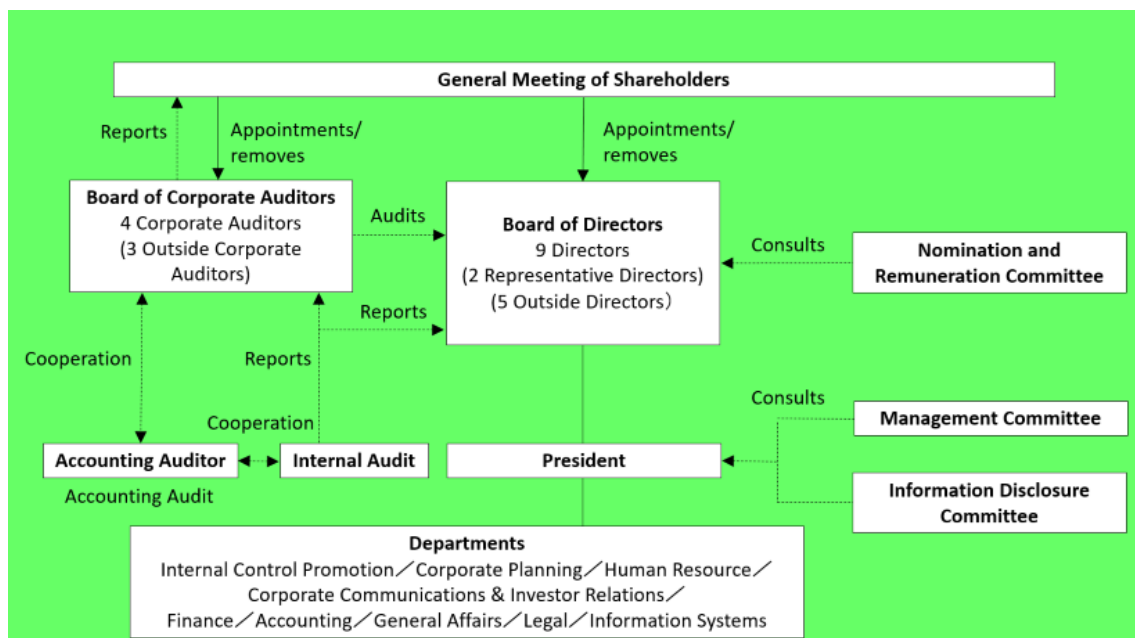 General Meeting of Shareholders
Reports
Appointments/
removes
Appointments/
removes
Board of Corporate Auditors
4 Corporate Auditors
(3 Outside Corporate
Auditors)
Audits
Board of Directors
9 Directors
(2 Representative Directors)
(5 Outside Directors）
Consults
Nomination and
Remuneration Committee
Reports
Cooperation
Reports
Cooperation
Consults
Management Committee
Accounting Auditor
Internal Audit
President
Accounting Audit
Information Disclosure
Committee
Departments
Internal Control Promotion／Corporate Planning／Human Resource／
Corporate Communications & Investor Relations／
Finance／Accounting／General Affairs／Legal／Information Systems